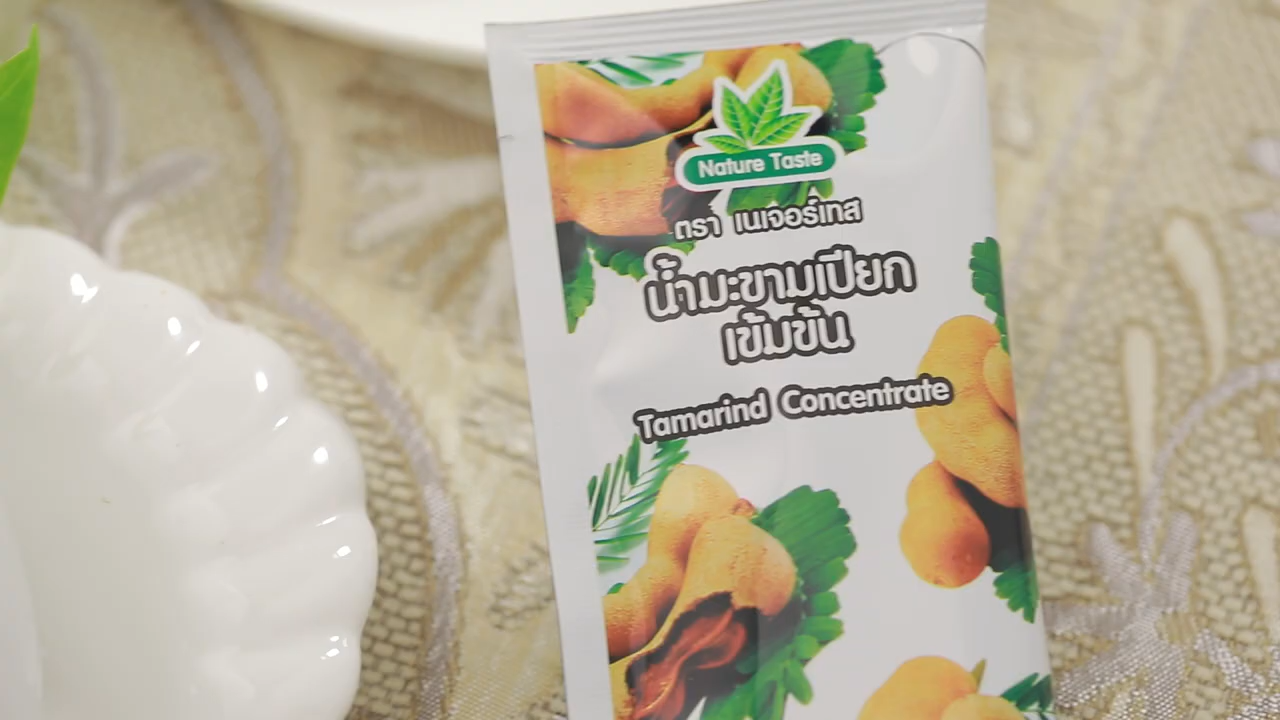 Nature Taste
ตรา เนเจอร์เทส
น้ำมะขามเปียก
เข้มข้น
Tamarind Concentrate